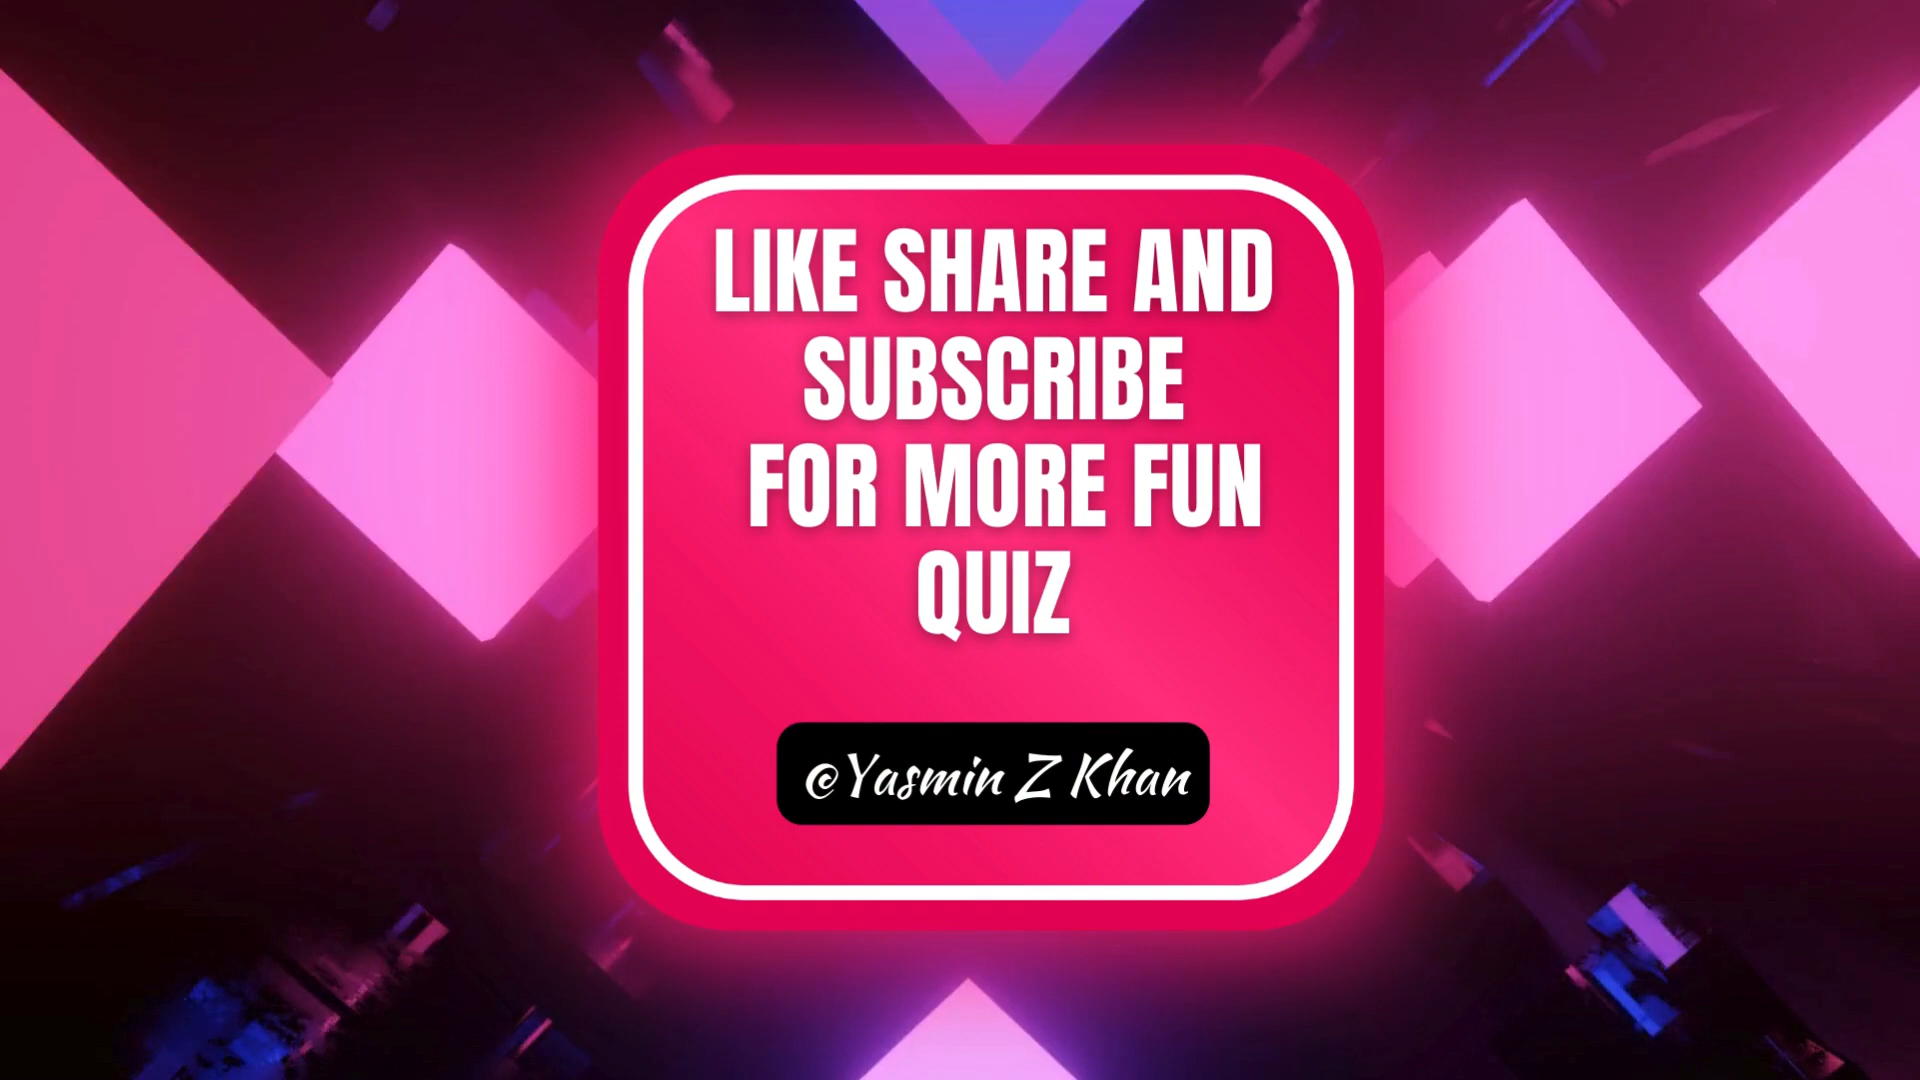 LIKE SHARE AND
SUBSCRIBE
FOR MORE FUN
QUIZ
@Yasmin Z Khan